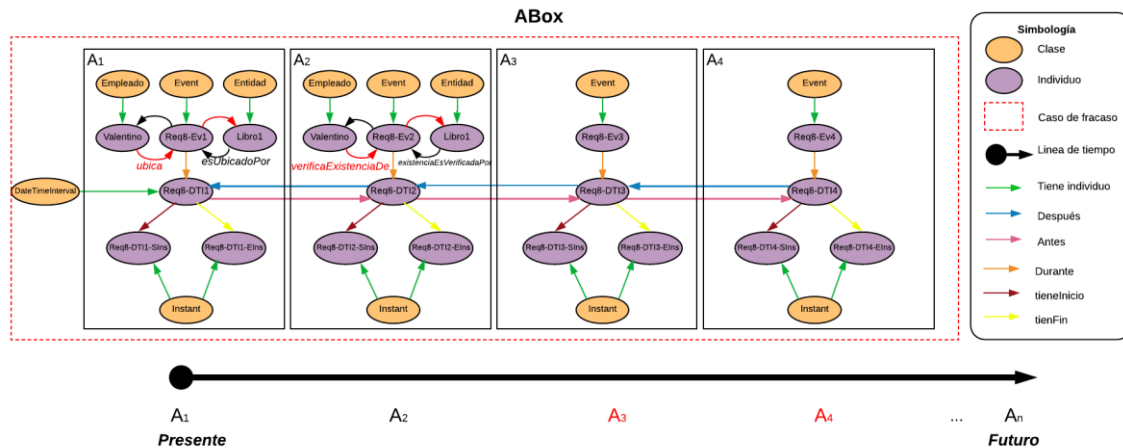 ABox
A1
Empleado
Event
Entidad
Valentino
Req8-Ev1
Libro1
ubica
esUbicadoPor
DateTimeInterval
Req8-DTI1
Req8-DTI1-SIns
Req8-DTI1-EIns
Instant
A2
Empleado
Event
Entidad
Valentino
Req8-Ev2
Libro1
verificaExistenciaDe
existenciaEsVerificadaPor
Req8-DTI2
Req8-DTI2-SIns
Req8-DTI2-EIns
Instant
A3
Event
Req8-Ev3
Req8-DTI3
Req8-DTI3-SIns
Req8-DTI3-EIns
Instant
A4
Event
Req8-Ev4
Req8-DTI4
Req8-DTI4-SIns
Req8-DTI4-EIns
Instant
Simbología
Clase
Individuo
Caso de fracaso
Linea de tiempo
Tiene individuo
Después
Antes
Durante
tieneInicio
tienFin
A1 A2 A3 A4 ... An
Presente Futuro